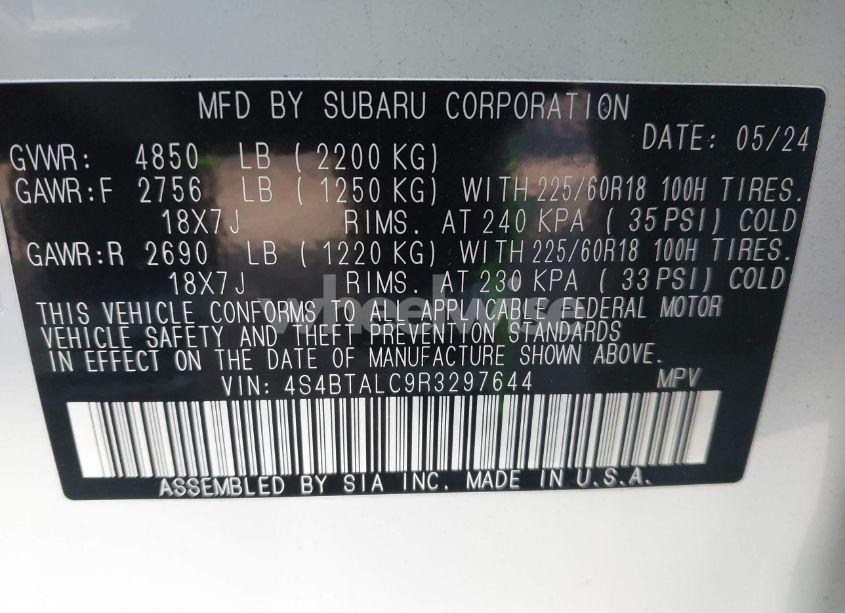 MFD BY SUBARU CORPORATION
DATE: 05/24
GVWR: 4850 LB ( 2200 KG)
GAWR:F 2756 LB ( 1250 KG) WITH 225/60R18 100H TIRES.
18X7J RIMS. AT 240 KPA ( 35 PSI) COLD
GAWR:R 2690 LB ( 1220 KG) WITH 225/60R18 100H TIRES.
18X7J RIMS. AT 230 KPA ( 33 PSI) COLD
THIS VEHICLE CONFORMS TO ALL APPLICABLE FEDERAL MOTOR
VEHICLE SAFETY AND THEFT PREVENTION STANDARDS
IN EFFECT ON THE DATE OF MANUFACTURE SHOWN ABOVE.
VIN: 4S4BTALC9R3297644 MPV
ASSEMBLED BY SIA INC. MADE IN U.S.A.